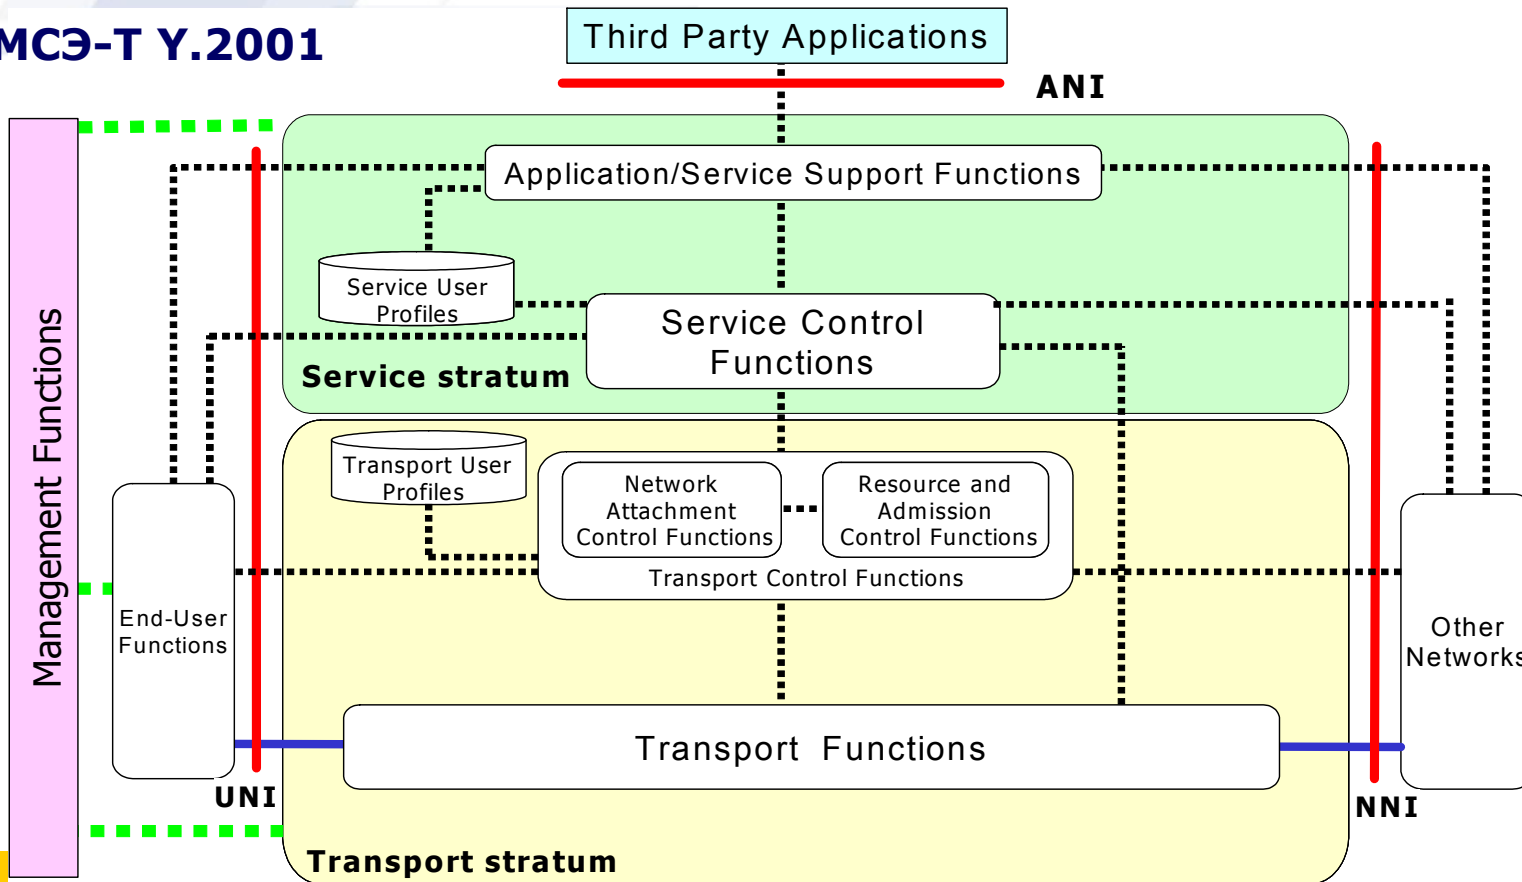 МСЭ-Т Y.2001
Third Party Applications
ANI
Application/Service Support Functions
Service User
Profiles
Service Control
Functions
Service stratum
Management Functions
Transport User
Profiles
Network
Attachment
Control Functions
Resource and
Admission
Control Functions
Transport Control Functions
End-User
Functions
Other
Networks
Transport Functions
UNI
NNI
Transport stratum